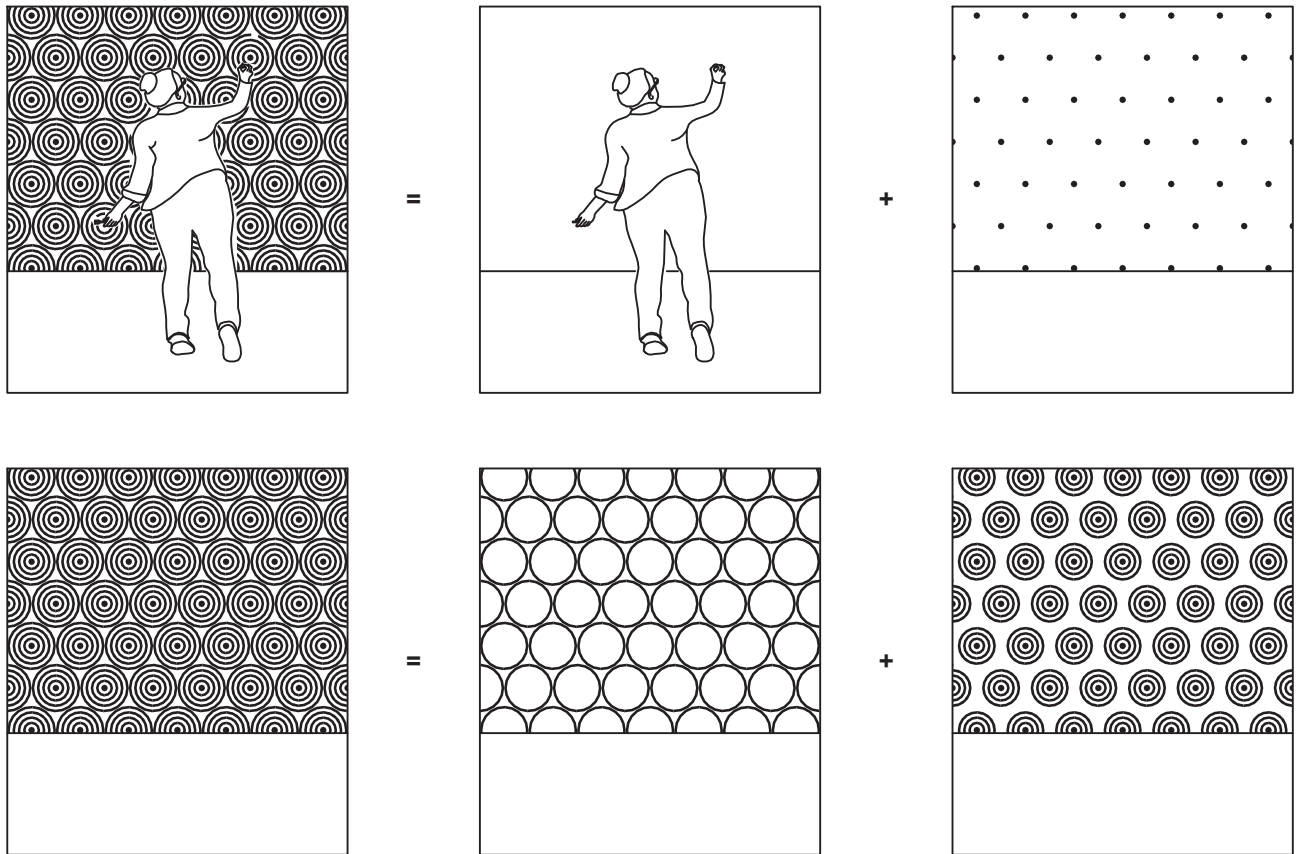 = +
= +